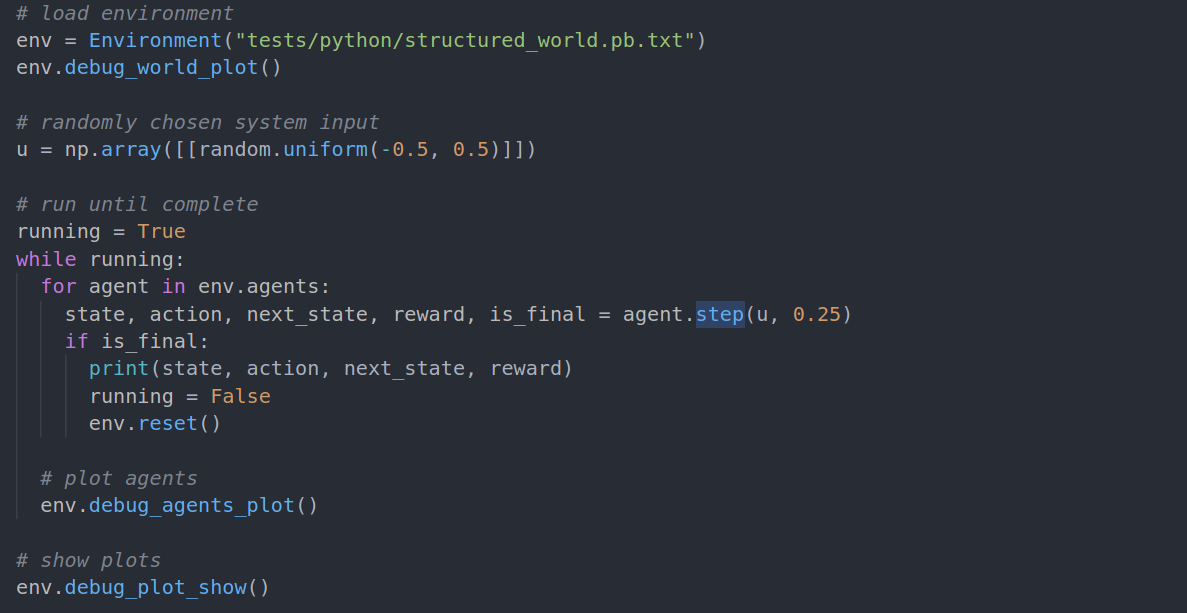 # load environment
env = Environment("tests/python/structured_world.pb.txt")
env.debug_world_plot()
# randomly chosen system input
u = np.array([[random.uniform(-0.5, 0.5)]])
# run until complete
running = True
while running:
  for agent in env.agents:
    state, action, next_state, reward, is_final = agent.step(u, 0.25)
    if is_final:
      print(state, action, next_state, reward)
      running = False
      env.reset()
  # plot agents
  env.debug_agents_plot()
# show plots
env.debug_plot_show()